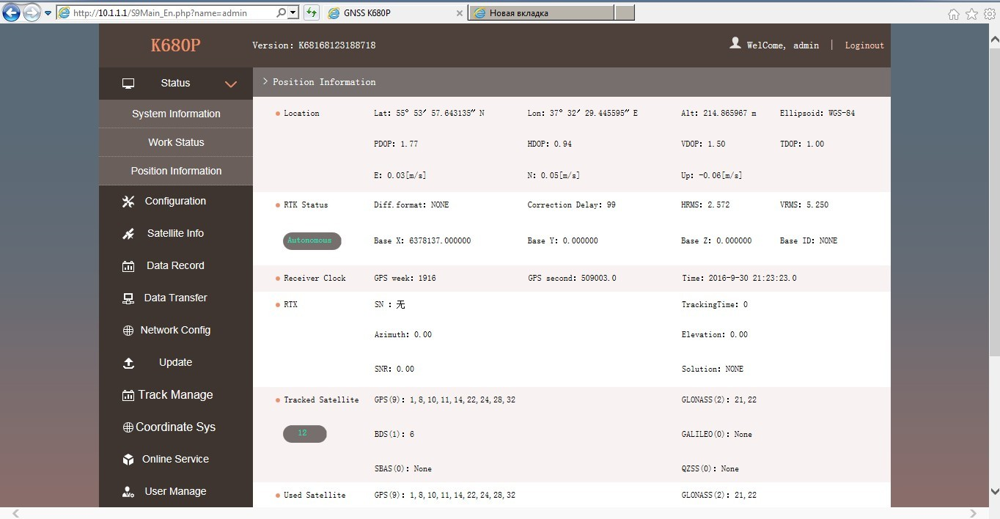 http://10.1.1.1/S9Main_En.php?name=admin
GNSS K680P
Новая вкладка
K680P
Version: K68168123188718
WelCome, admin | Loginout
Status
> Position Information
System Information
Work Status
Position Information
Configuration
Satellite Info
Data Record
Data Transfer
Network Config
Update
Track Manage
Coordinate Sys
Online Service
User Manage
Location Lat: 55° 53′ 57.643135″ N Lon: 37° 32′ 29.445595″ E Alt: 214.865967 m Ellipsoid: WGS-84
PDOP: 1.77 HDOP: 0.94 VDOP: 1.50 TDOP: 1.00
E: 0.03[m/s] N: 0.05[m/s] Up: -0.06[m/s]
RTK Status Diff.format: NONE Correction Delay: 99 HRMS: 2.572 VRMS: 5.250
Autonomous Base X: 6378137.000000 Base Y: 0.000000 Base Z: 0.000000 Base ID: NONE
Receiver Clock GPS week: 1916 GPS second: 509003.0 Time: 2016-9-30 21:23:23.0
RTX SN : 无 TrackingTime: 0
Azimuth: 0.00 Elevation: 0.00
SNR: 0.00 Solution: NONE
Tracked Satellite GPS(9): 1,8,10,11,14,22,24,28,32 GLONASS(2): 21,22
12 BDS(1): 6 GALILEO(0): None
SBAS(0): None QZSS(0): None
Used Satellite GPS(9): 1,8,10,11,14,22,24,28,32 GLONASS(2): 21,22